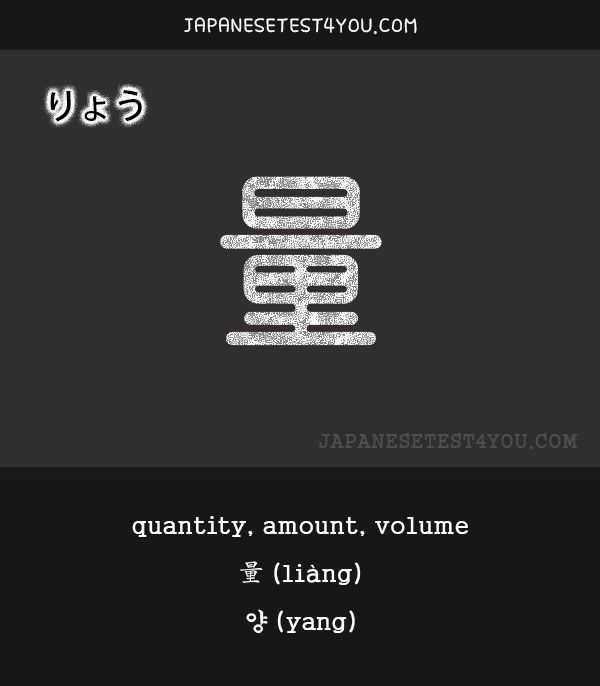 JAPANESETEST4YOU.COM
りょう
量
JAPANESETEST4YOU.COM
quantity, amount, volume
量 (liàng)
양 (yang)